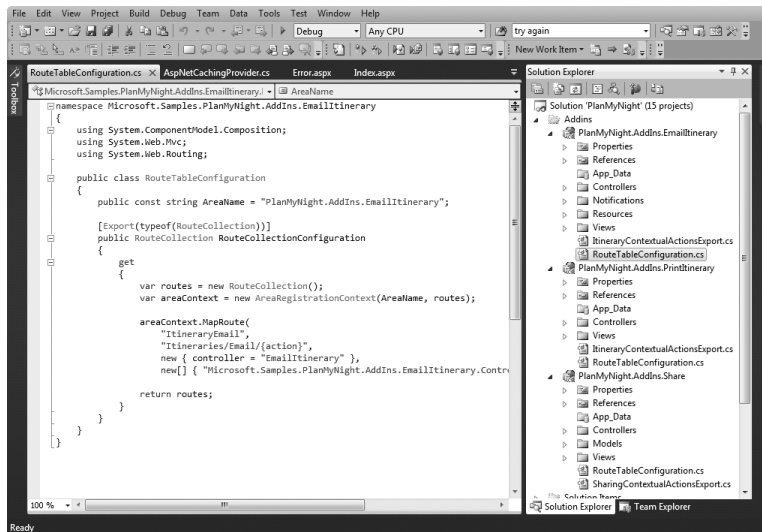 File Edit View Project Build Debug Team Data Tools Test Window Help
Debug Any CPU try again
New Work Item
Toolbox
RouteTableConfiguration.cs AspNetCachingProvider.cs Error.aspx Index.aspx
Microsoft.Samples.PlanMyNight.AddIns.EmailItinerary. AreaName
namespace Microsoft.Samples.PlanMyNight.AddIns.EmailItinerary
{
using System.ComponentModel.Composition;
using System.Web.Mvc;
using System.Web.Routing;
public class RouteTableConfiguration
{
public const string AreaName = "PlanMyNight.AddIns.EmailItinerary";
[Export(typeof(RouteCollection))]
public RouteCollection RouteCollectionConfiguration
{
get
{
var routes = new RouteCollection();
var areaContext = new AreaRegistrationContext(AreaName, routes);
areaContext.MapRoute(
"ItineraryEmail",
"Itineraries/Email/{action}",
new { controller = "EmailItinerary" },
new[] { "Microsoft.Samples.PlanMyNight.AddIns.EmailItinerary.Contr
return routes;
}
}
}
}
100 %
Solution Explorer
Solution 'PlanMyNight' (15 projects)
Addins
PlanMyNight.AddIns.EmailItinerary
Properties
References
App_Data
Controllers
Notifications
Resources
Views
ItineraryContextualActionsExport.cs
RouteTableConfiguration.cs
PlanMyNight.AddIns.PrintItinerary
Properties
References
App_Data
Controllers
Views
ItineraryContextualActionsExport.cs
RouteTableConfiguration.cs
PlanMyNight.AddIns.Share
Properties
References
App_Data
Controllers
Models
Views
RouteTableConfiguration.cs
SharingContextualActionsExport.cs
Solution Items
Solution Explorer Team Explorer
Ready